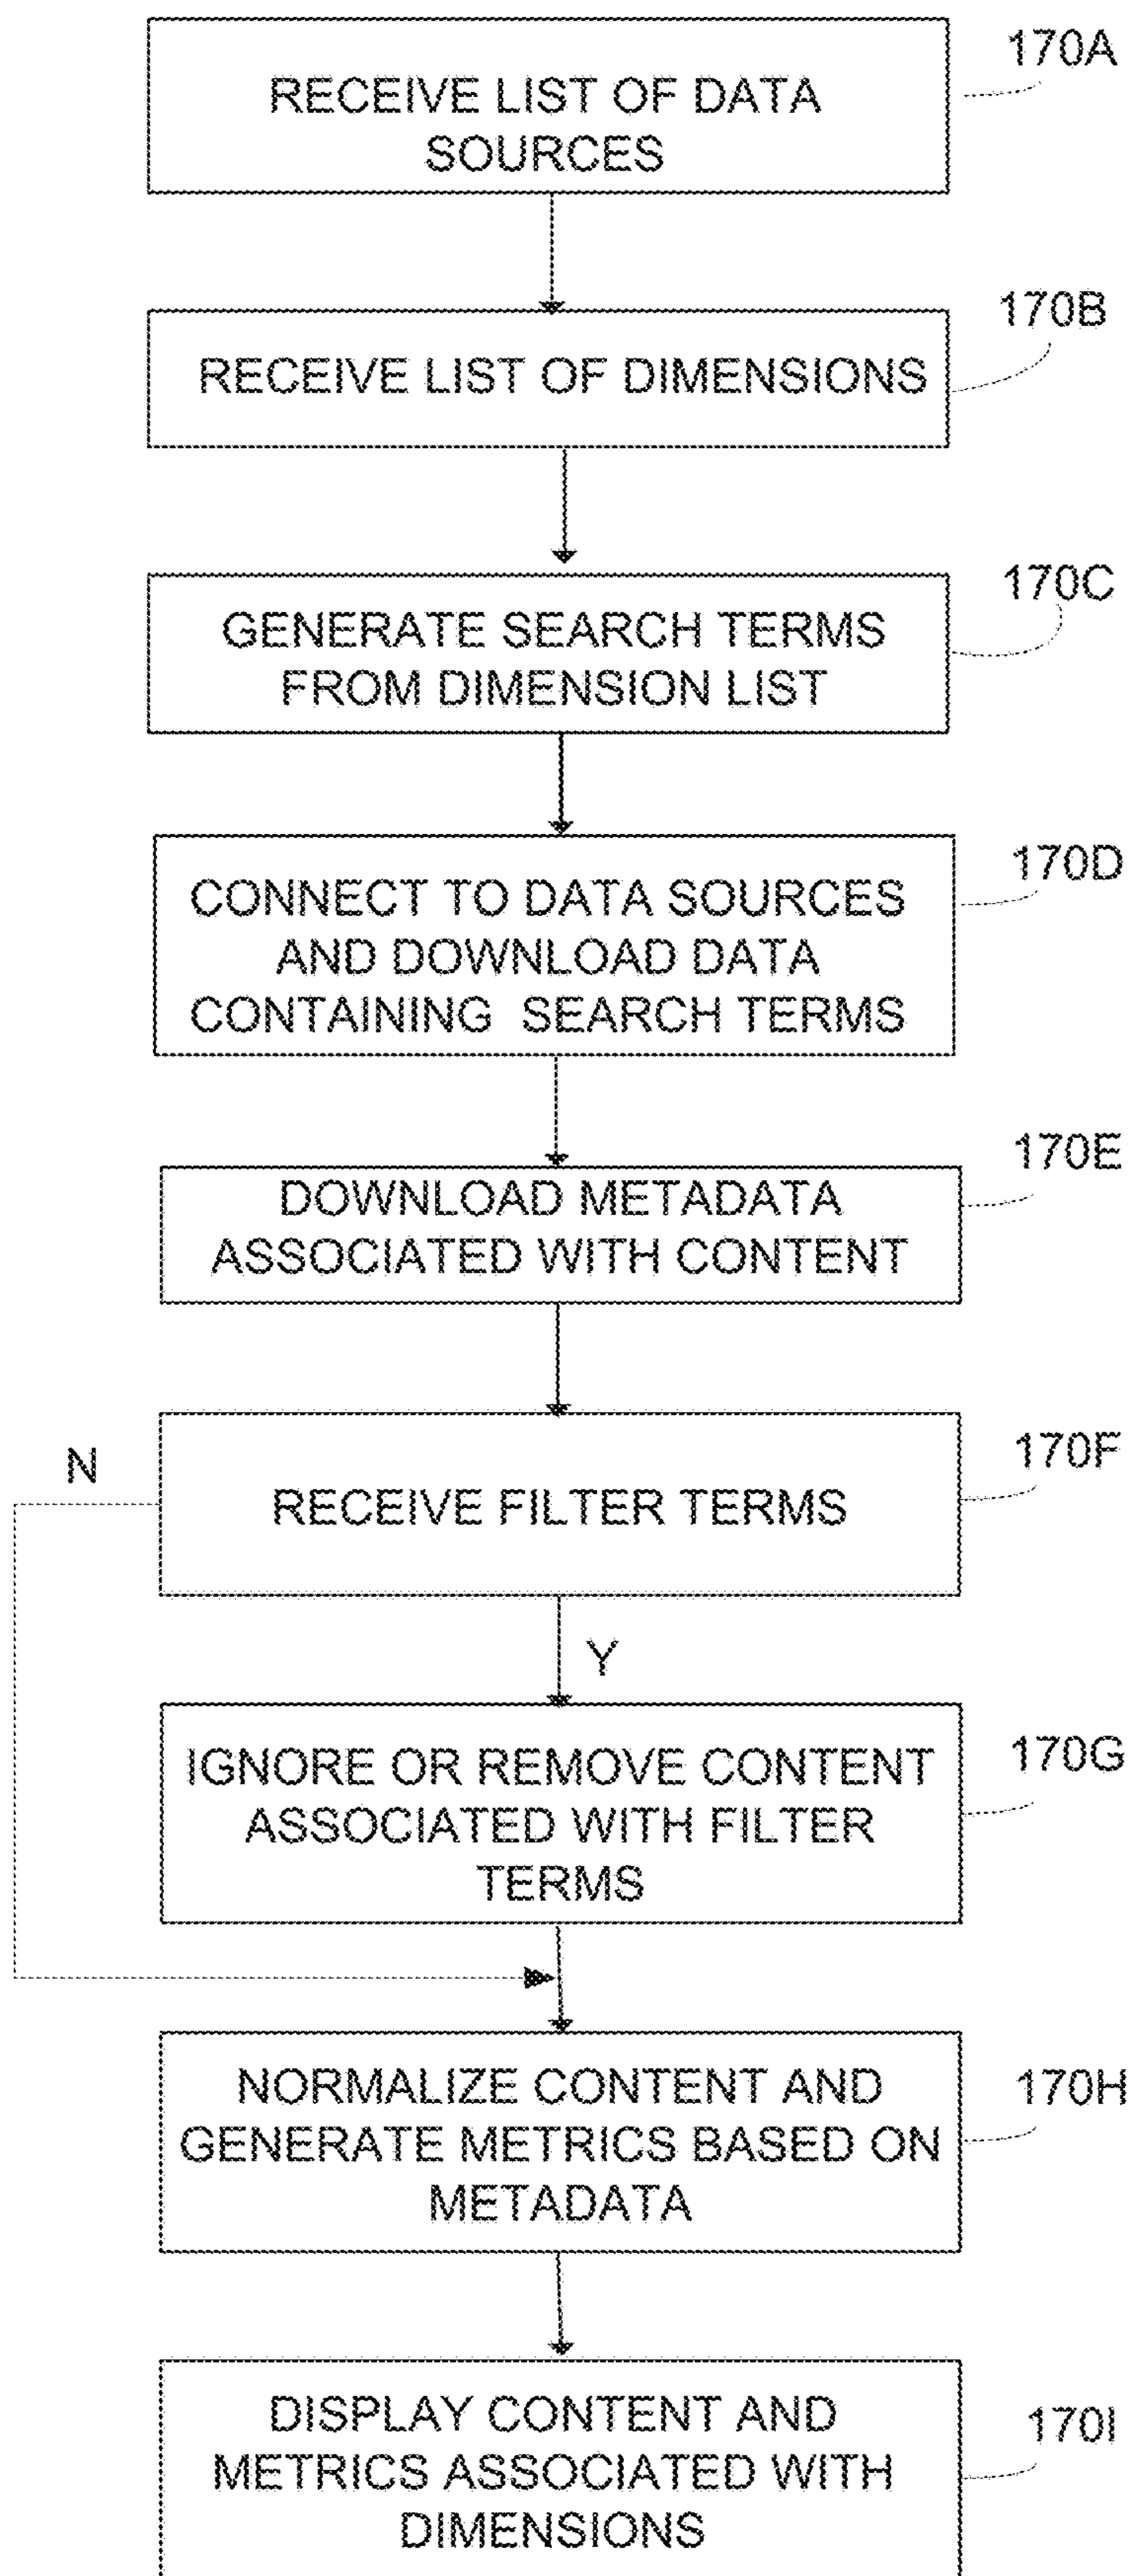 RECEIVE LIST OF DATA
SOURCES
170A
RECEIVE LIST OF DIMENSIONS
170B
GENERATE SEARCH TERMS
FROM DIMENSION LIST
170C
CONNECT TO DATA SOURCES
AND DOWNLOAD DATA
CONTAINING SEARCH TERMS
170D
DOWNLOAD METADATA
ASSOCIATED WITH CONTENT
170E
RECEIVE FILTER TERMS
170F
N
Y
IGNORE OR REMOVE CONTENT
ASSOCIATED WITH FILTER
TERMS
170G
NORMALIZE CONTENT AND
GENERATE METRICS BASED ON
METADATA
170H
DISPLAY CONTENT AND
METRICS ASSOCIATED WITH
DIMENSIONS
170I